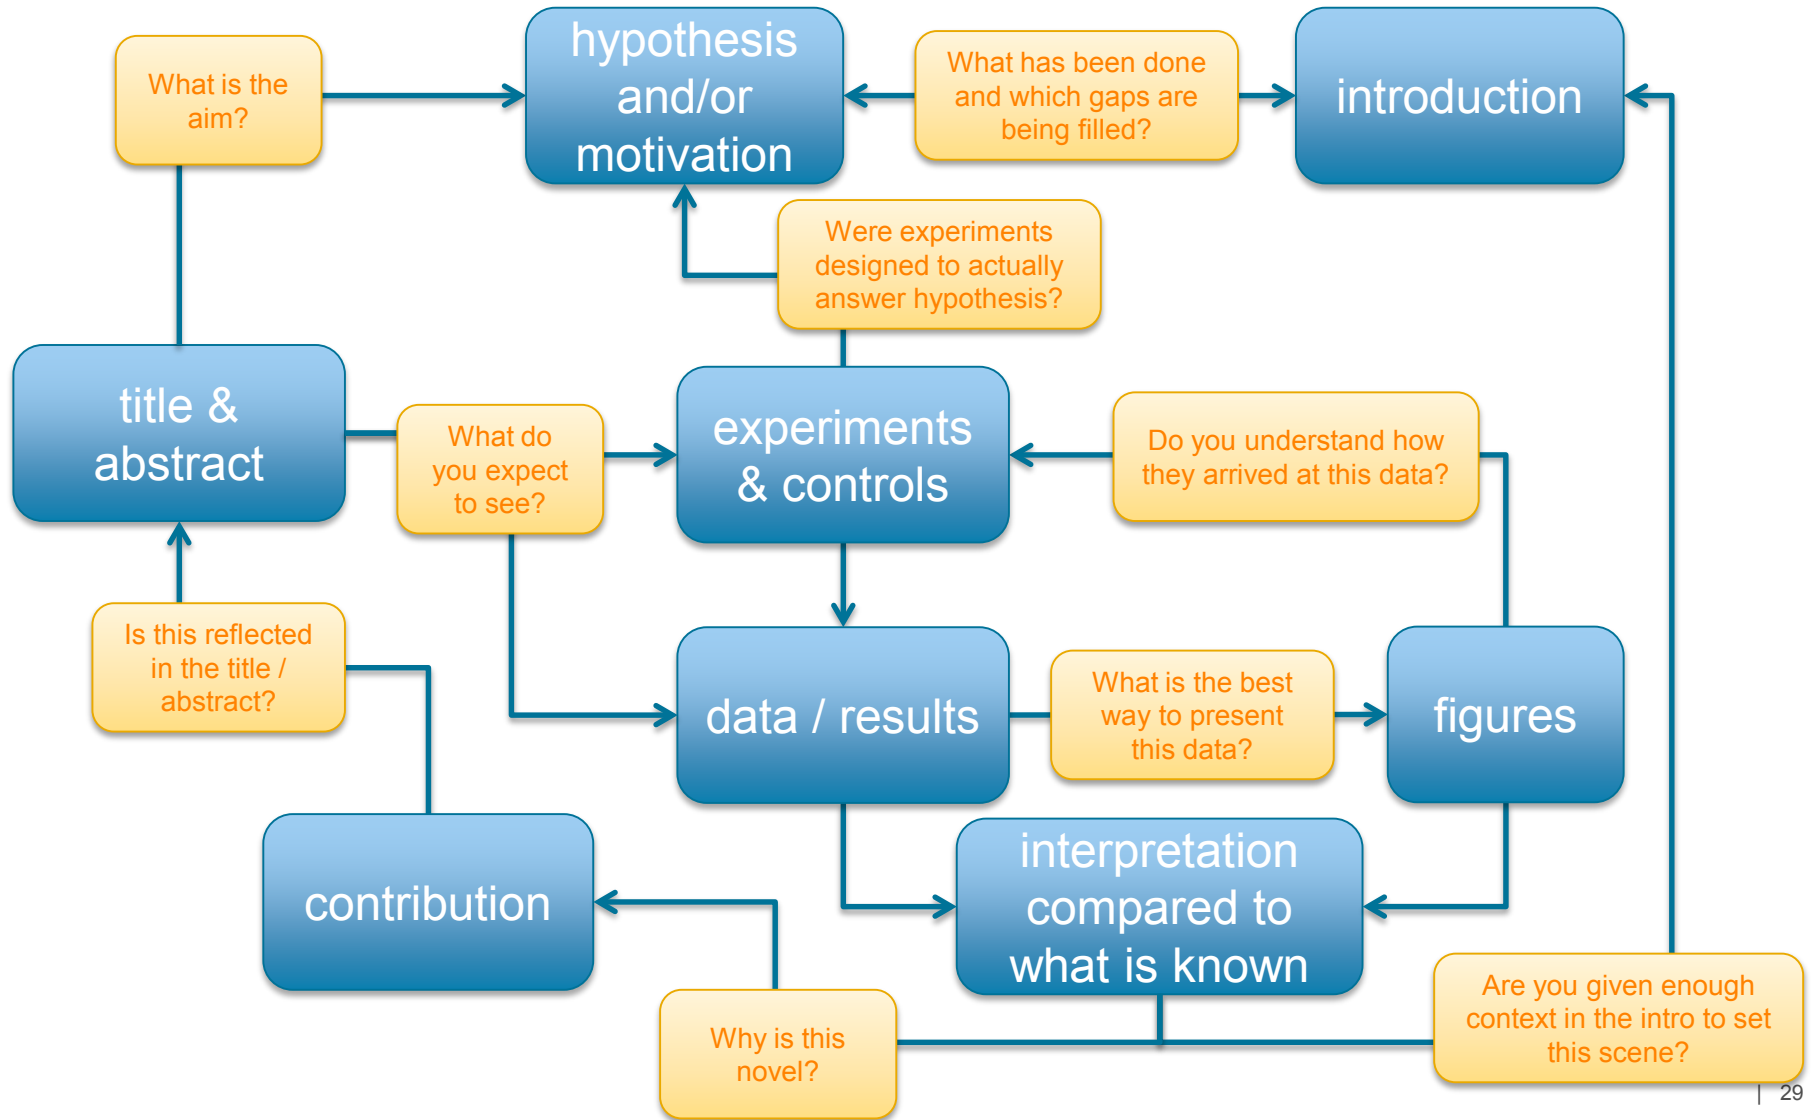 What is the
aim?
hypothesis
and/or
motivation
What has been done
and which gaps are
being filled?
introduction
Were experiments
designed to actually
answer hypothesis?
title &
abstract
What do
you expect
to see?
experiments
& controls
Do you understand how
they arrived at this data?
Is this reflected
in the title /
abstract?
data / results
What is the best
way to present
this data?
figures
contribution
interpretation
compared to
what is known
Why is this
novel?
Are you given enough
context in the intro to set
this scene?
| 29